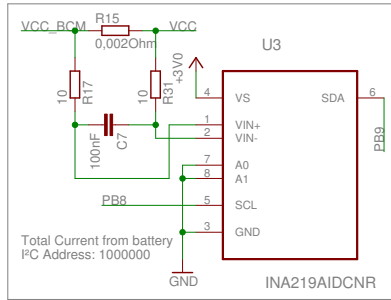 R15
VCC_BCM
VCC
0,002Ohm
U3
+3V0
10
R17
10
R31
4
VS
SDA
6
1
VIN+
2
VIN-
100nF
C7
PB9
7
A0
8
A1
PB8
5
SCL
3
GND
Total Current from battery
I²C Address: 1000000
GND
INA219AIDCNR